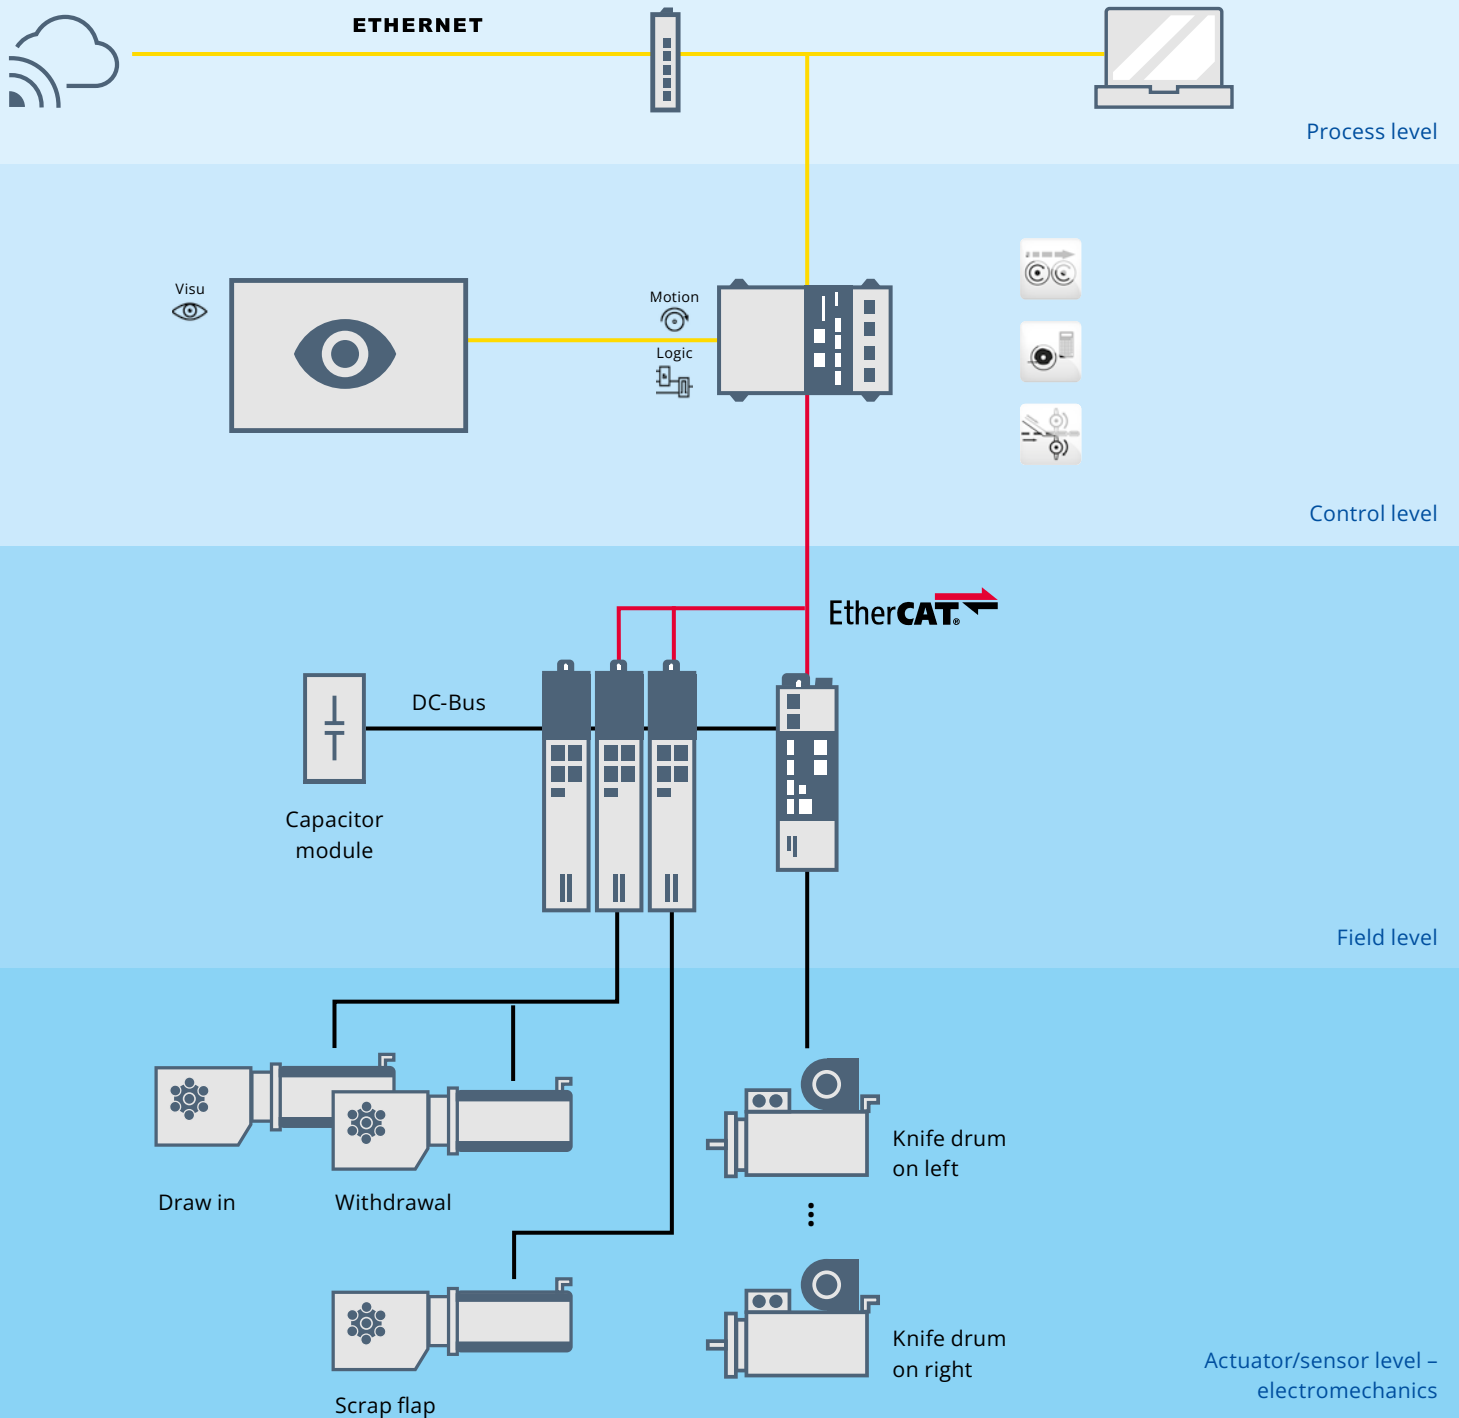 ETHERNET
Process level
Visu
Motion
Logic
Control level
EtherCAT®
DC-Bus
Capacitor
module
Field level
Knife drum
on left
Draw in
Withdrawal
Knife drum
on right
Actuator/sensor level –
electromechanics
Scrap flap